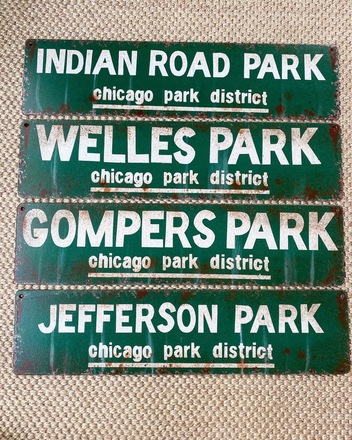 INDIAN ROAD PARK
chicago park district
WELLES PARK
chicago park district
GOMPERS PARK
chicago park district
JEFFERSON PARK
chicago park district